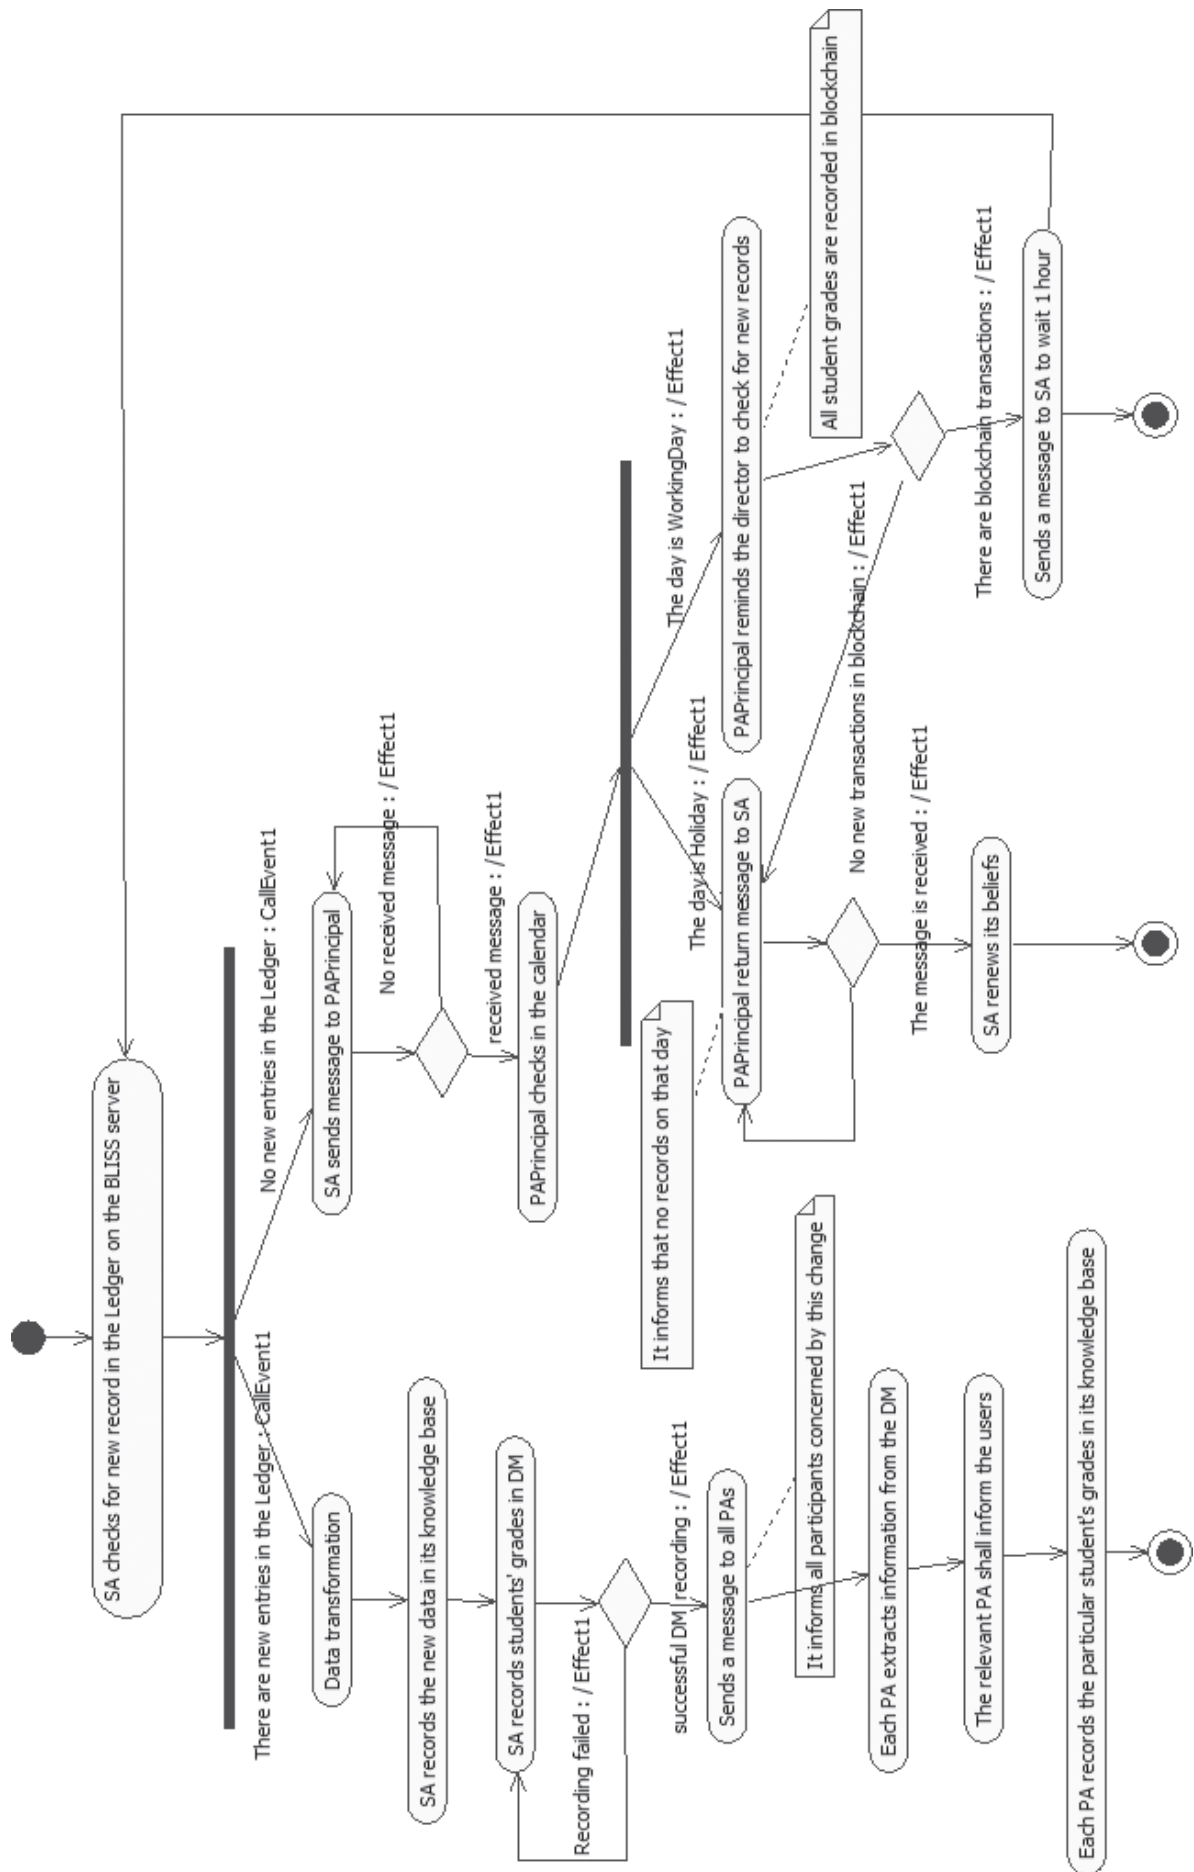 SA checks for new record in the Ledger on the BLISS server
There are new entries in the Ledger : CallEvent1
No new entries in the Ledger : CallEvent1
Data transformation
SA records the new data in its knowledge base
SA records students' grades in DM
Recording failed : / Effect1
successful DM recording : / Effect1
Sends a message to all PAs
It informs all participants concerned by this change
Each PA extracts information from the DM
The relevant PA shall inform the users
Each PA records the particular student's grades in its knowledge base
SA sends message to PAPrincipal
No received message : / Effect1
received message : / Effect1
PAPrincipal checks in the calendar
The day is Holiday : / Effect1
The day is WorkingDay : / Effect1
It informs that no records on that day
PAPrincipal return message to SA
PAPrincipal reminds the director to check for new records
All student grades are recorded in blockchain
No new transactions in blockchain : / Effect1
The message is received : / Effect1
SA renews its beliefs
There are blockchain transactions : / Effect1
Sends a message to SA to wait 1 hour